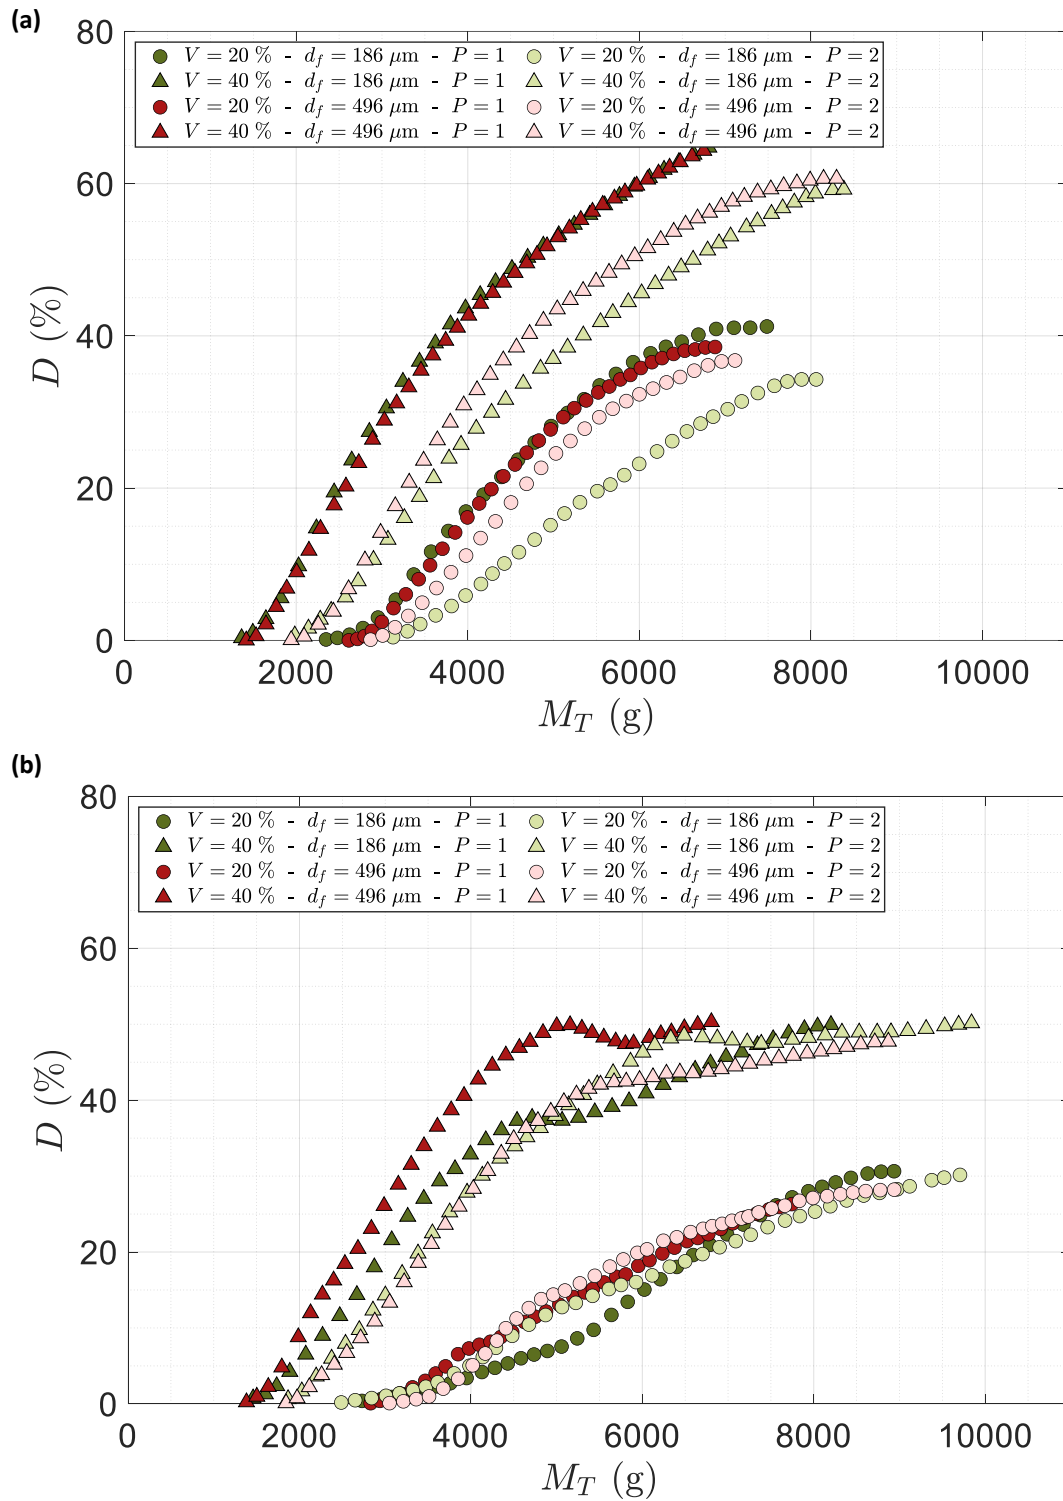 (a)
80
V = 20 % - d_f = 186 μm - P = 1
V = 20 % - d_f = 186 μm - P = 2
V = 40 % - d_f = 186 μm - P = 1
V = 40 % - d_f = 186 μm - P = 2
V = 20 % - d_f = 496 μm - P = 1
V = 20 % - d_f = 496 μm - P = 2
V = 40 % - d_f = 496 μm - P = 1
V = 40 % - d_f = 496 μm - P = 2
60
40
20
0
D (%)
0 2000 4000 6000 8000 10000
M_T (g)
(b)
80
V = 20 % - d_f = 186 μm - P = 1
V = 20 % - d_f = 186 μm - P = 2
V = 40 % - d_f = 186 μm - P = 1
V = 40 % - d_f = 186 μm - P = 2
V = 20 % - d_f = 496 μm - P = 1
V = 20 % - d_f = 496 μm - P = 2
V = 40 % - d_f = 496 μm - P = 1
V = 40 % - d_f = 496 μm - P = 2
60
40
20
0
D (%)
0 2000 4000 6000 8000 10000
M_T (g)